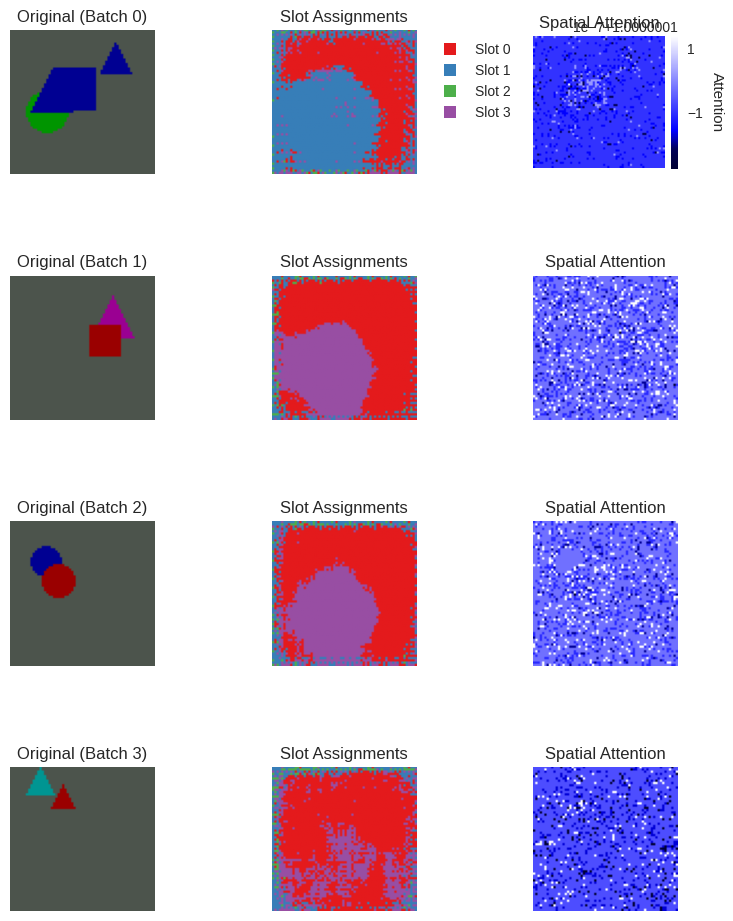 Original (Batch 0)
Slot Assignments
Slot 0
Slot 1
Slot 2
Slot 3
Spatial Attention
1e−7+1.0000001
1
−1
Attention
Original (Batch 1)
Slot Assignments
Spatial Attention
Original (Batch 2)
Slot Assignments
Spatial Attention
Original (Batch 3)
Slot Assignments
Spatial Attention